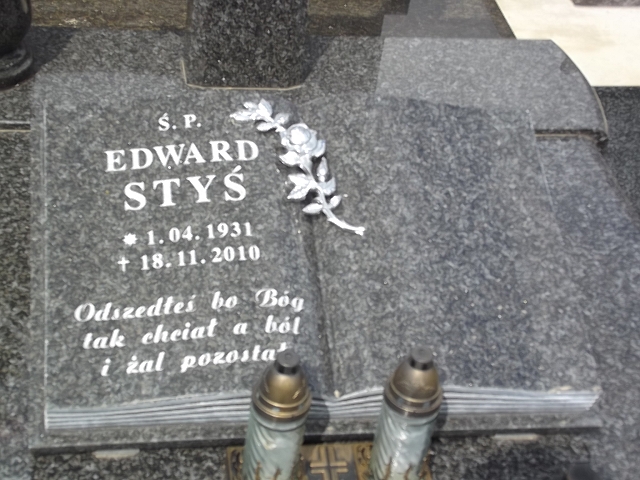 Ś. P.
EDWARD
STYŚ
* 1.04.1931
✝ 18.11.2010
Odszedłeś bo Bóg
tak chciał a ból
i żal pozostał